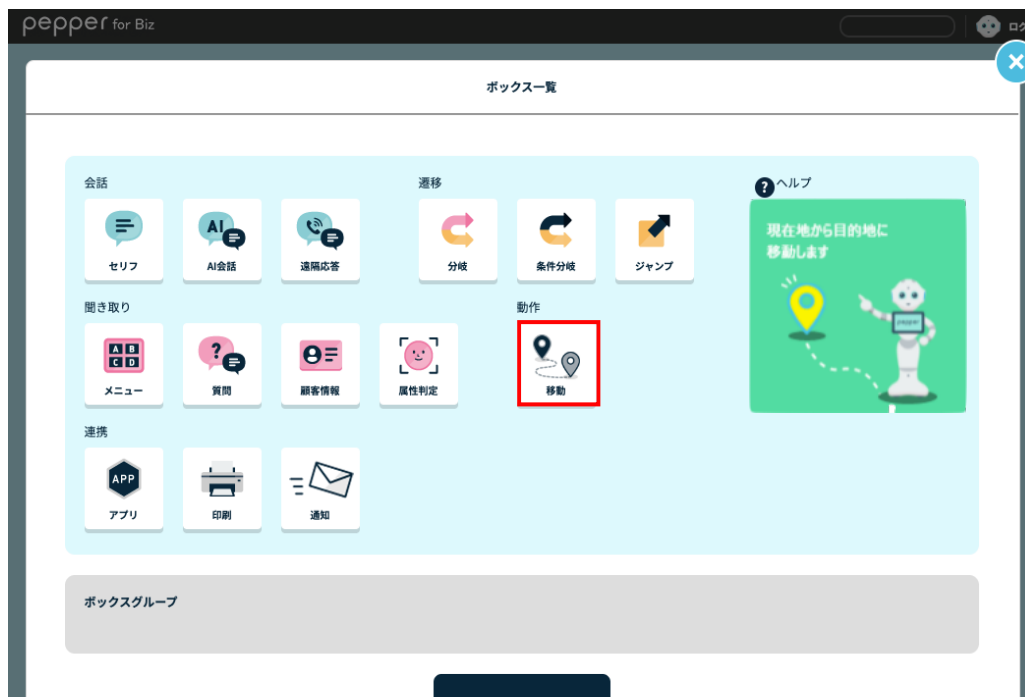 pepper for Biz
ボックス一覧
会話
遷移
?
ヘルプ
セリフ
AI
AI会話
遠隔応答
分岐
条件分岐
ジャンプ
現在地から目的地に
移動します
pepper
聞き取り
動作
A B
C D
メニュー
?
質問
顧客情報
属性判定
移動
連携
APP
アプリ
印刷
通知
ボックスグループ